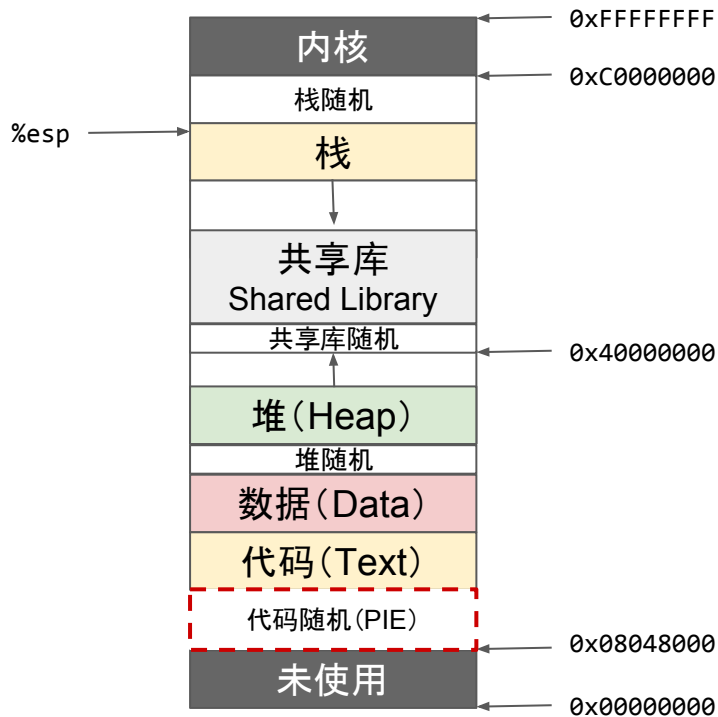 0xFFFFFFFF
内核
0xC0000000
栈随机
%esp
栈
共享库
Shared Library
共享库随机
0x40000000
堆(Heap)
堆随机
数据(Data)
代码(Text)
代码随机(PIE)
0x08048000
未使用
0x00000000